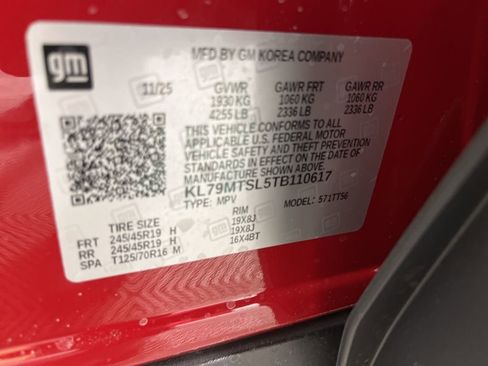 gm
MFD BY GM KOREA COMPANY
11/25 GVWR GAWR FRT GAWR RR
1930 KG 1060 KG 1060 KG
4255 LB 2336 LB 2336 LB
THIS VEHICLE CONFORMS TO ALL
APPLICABLE U.S. FEDERAL MOTOR
VEHICLE SAFETY AND THEFT
PREVENTION STANDARDS IN EFFECT
ON THE DATE OF MANUFACTURE
SHOWN ABOVE.
KL79MTSL5TB110617
TYPE: MPV MODEL: 571TT56
TIRE SIZE RIM
FRT 245/45R19 H 19X8J
RR 245/45R19 H 19X8J
SPA T125/70R16 M 16X4BT